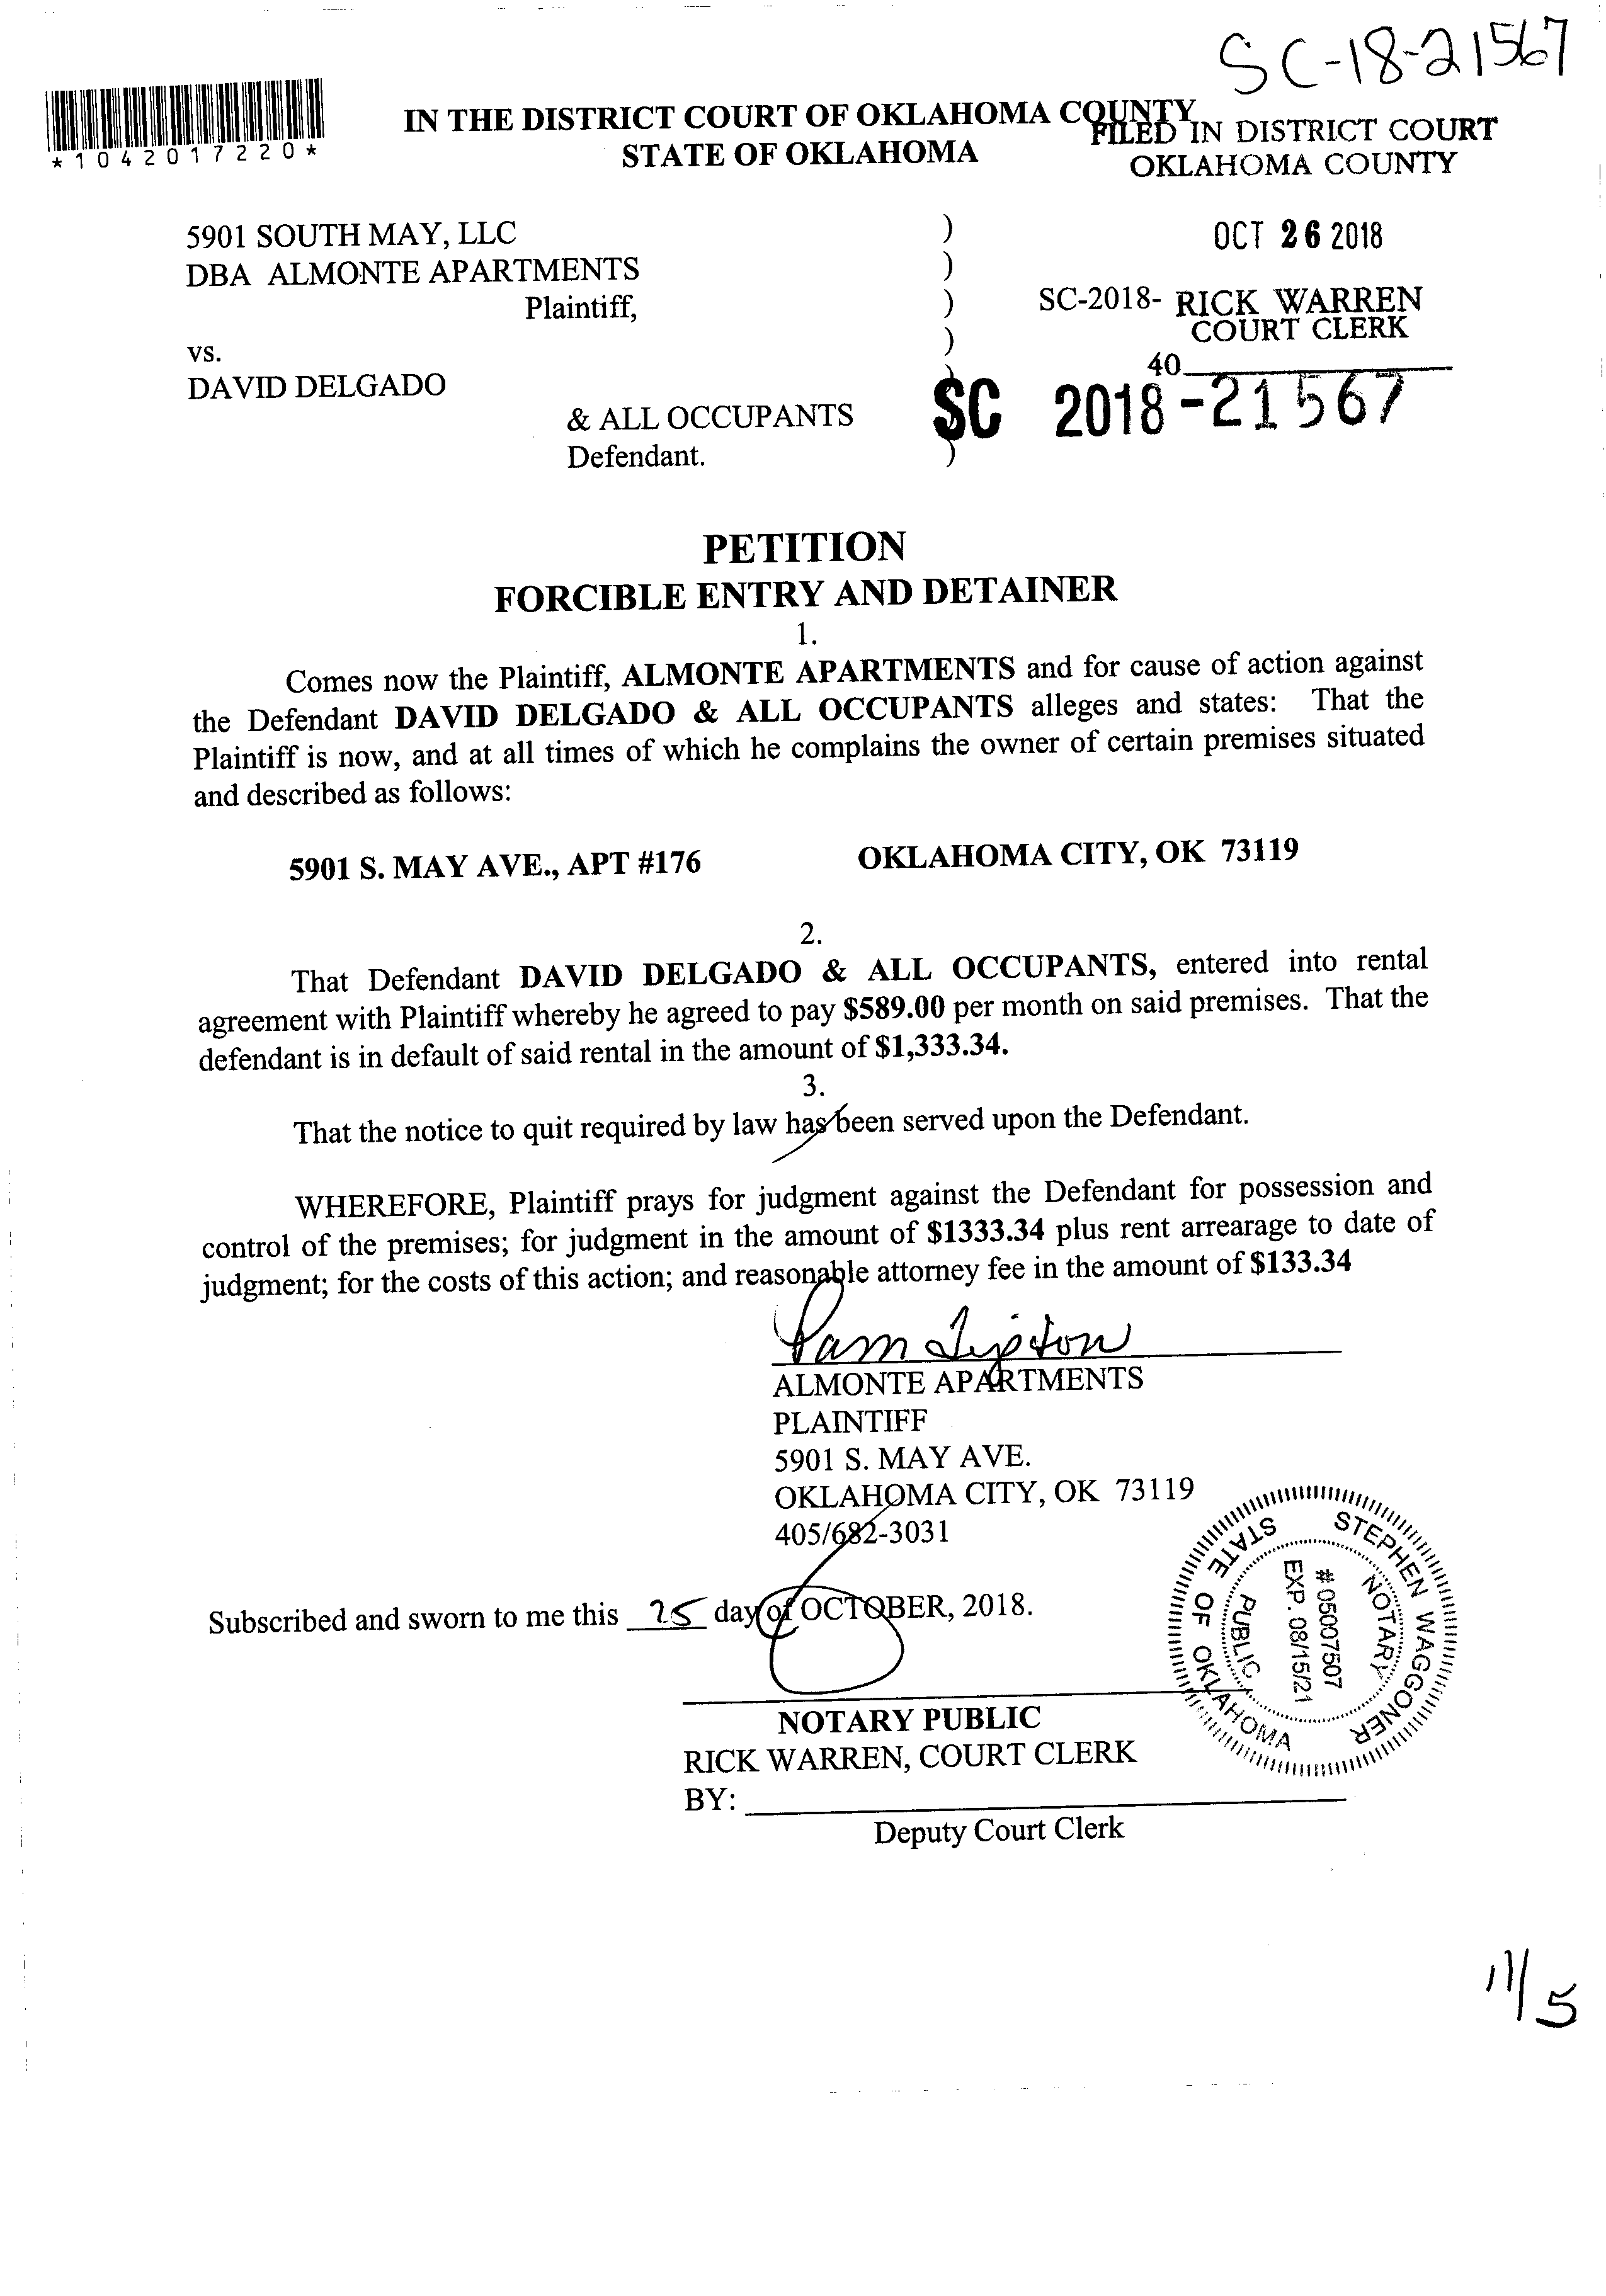 SC-18-21567
*1042017220*
IN THE DISTRICT COURT OF OKLAHOMA COUNTY
STATE OF OKLAHOMA
FILED IN DISTRICT COURT
OKLAHOMA COUNTY
5901 SOUTH MAY, LLC )
DBA ALMONTE APARTMENTS )
Plaintiff, )
)
vs.
DAVID DELGADO )
& ALL OCCUPANTS
Defendant. )
OCT 26 2018
SC-2018- RICK WARREN
COURT CLERK
40
SC 2018-21567
PETITION
FORCIBLE ENTRY AND DETAINER
1.
Comes now the Plaintiff, ALMONTE APARTMENTS and for cause of action against
the Defendant DAVID DELGADO & ALL OCCUPANTS alleges and states: That the
Plaintiff is now, and at all times of which he complains the owner of certain premises situated
and described as follows:
5901 S. MAY AVE., APT #176 OKLAHOMA CITY, OK 73119
2.
That Defendant DAVID DELGADO & ALL OCCUPANTS, entered into rental
agreement with Plaintiff whereby he agreed to pay $589.00 per month on said premises. That the
defendant is in default of said rental in the amount of $1,333.34.
3.
That the notice to quit required by law has been served upon the Defendant.
WHEREFORE, Plaintiff prays for judgment against the Defendant for possession and
control of the premises; for judgment in the amount of $1333.34 plus rent arrearage to date of
judgment; for the costs of this action; and reasonable attorney fee in the amount of $133.34
Pam Tipton
ALMONTE APARTMENTS
PLAINTIFF
5901 S. MAY AVE.
OKLAHOMA CITY, OK 73119
405/682-3031
Subscribed and sworn to me this 25 day of OCTOBER, 2018.
STEPHEN WAGGONER
STATE OF OKLAHOMA
NOTARY
PUBLIC
# 05007507
EXP. 08/15/21
NOTARY PUBLIC
RICK WARREN, COURT CLERK
BY:
Deputy Court Clerk
11/5